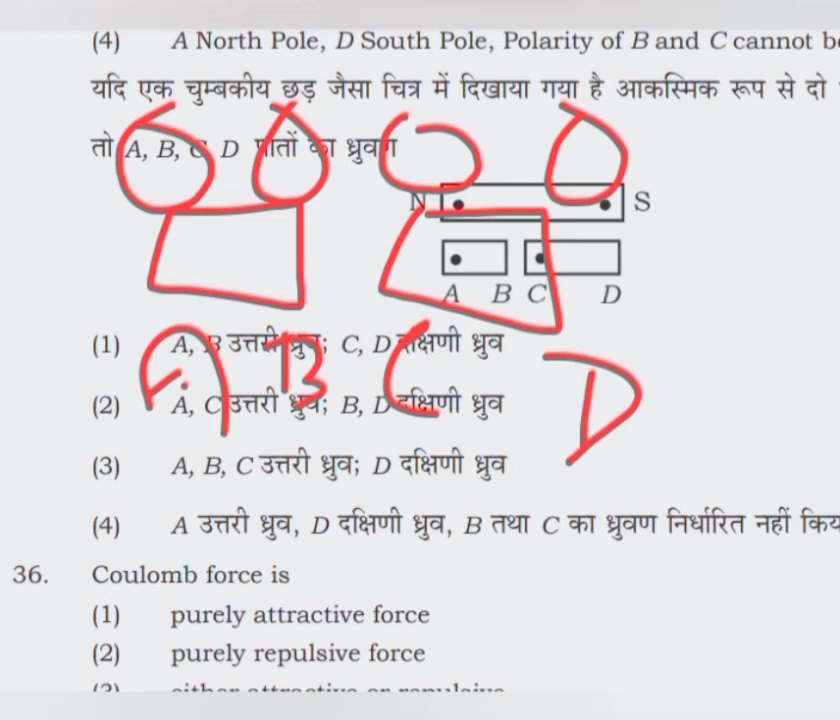 (4) A North Pole, D South Pole, Polarity of B and C cannot
यदि एक चुम्बकीय छड़ जैसा चित्र में दिखाया गया है आकस्मिक रूप से दो
तो A, B, C, D का
N S
A B C D
(1) A, B उत्तरी ध्रुव; C, D दक्षिणी ध्रुव
(2) A, C उत्तरी ध्रुव; B, D दक्षिणी ध्रुव
(3) A, B, C उत्तरी ध्रुव; D दक्षिणी ध्रुव
(4) A उत्तरी ध्रुव, D दक्षिणी ध्रुव, B तथा C का ध्रुवण निर्धारित नहीं
A B C D
36. Coulomb force is
(1) purely attractive force
(2) purely repulsive force